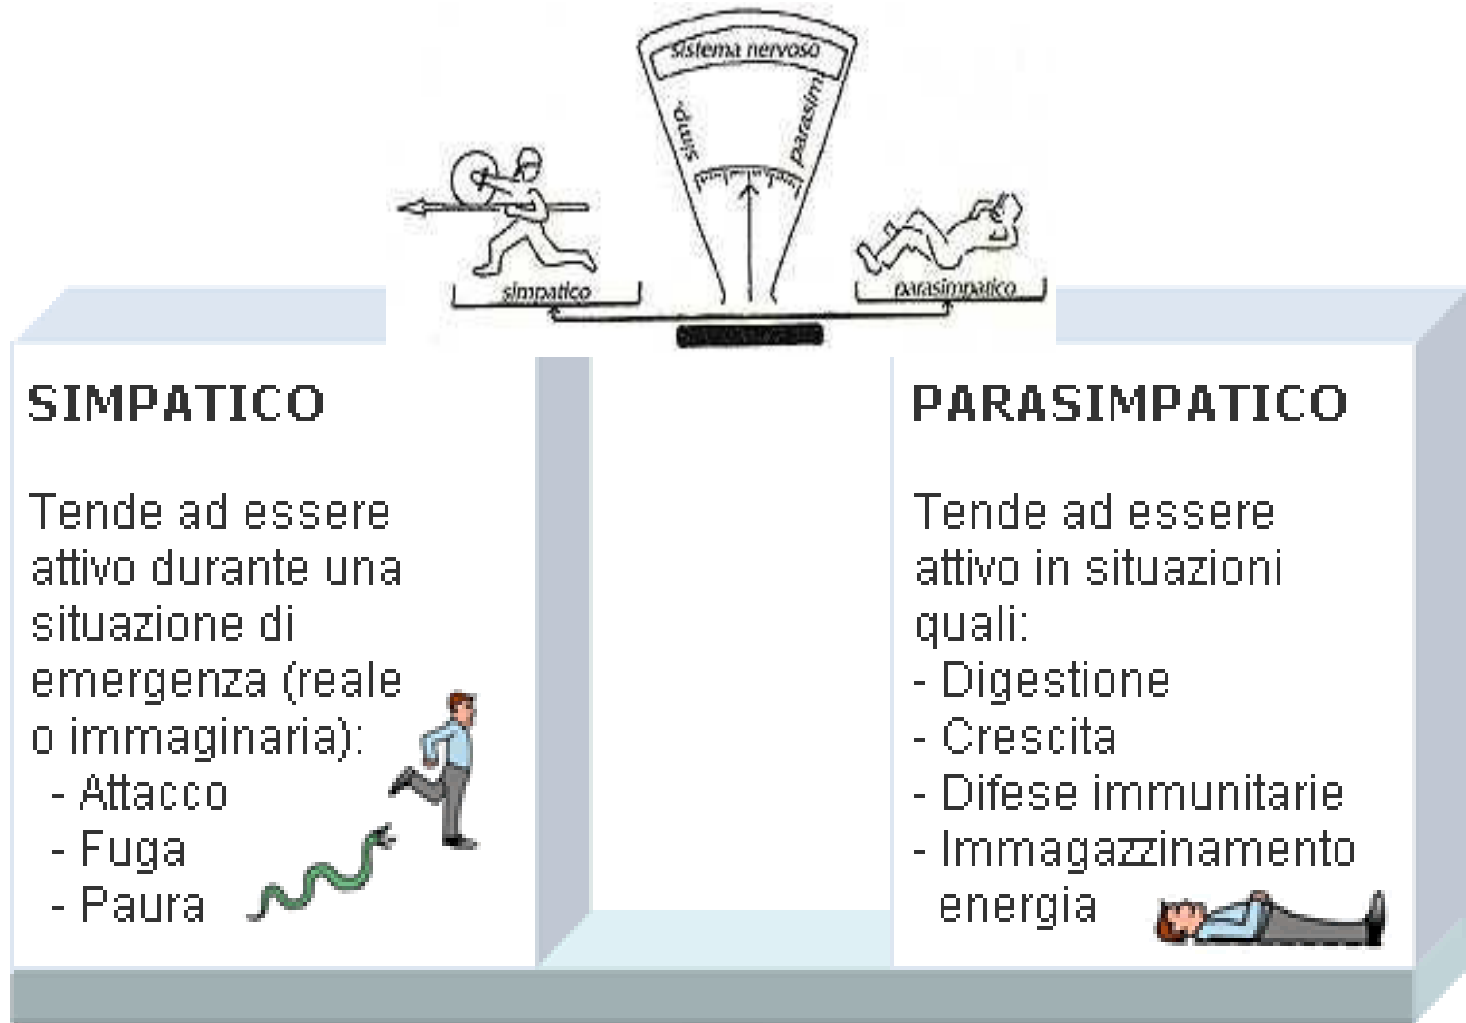 sistema nervoso
simp.
parasim
simpatico
parasimpatico
SIMPATICO
Tende ad essere
attivo durante una
situazione di
emergenza (reale
o immaginaria):
- Attacco
- Fuga
- Paura
PARASIMPATICO
Tende ad essere
attivo in situazioni
quali:
- Digestione
- Crescita
- Difese immunitarie
- Immagazzinamento
energia